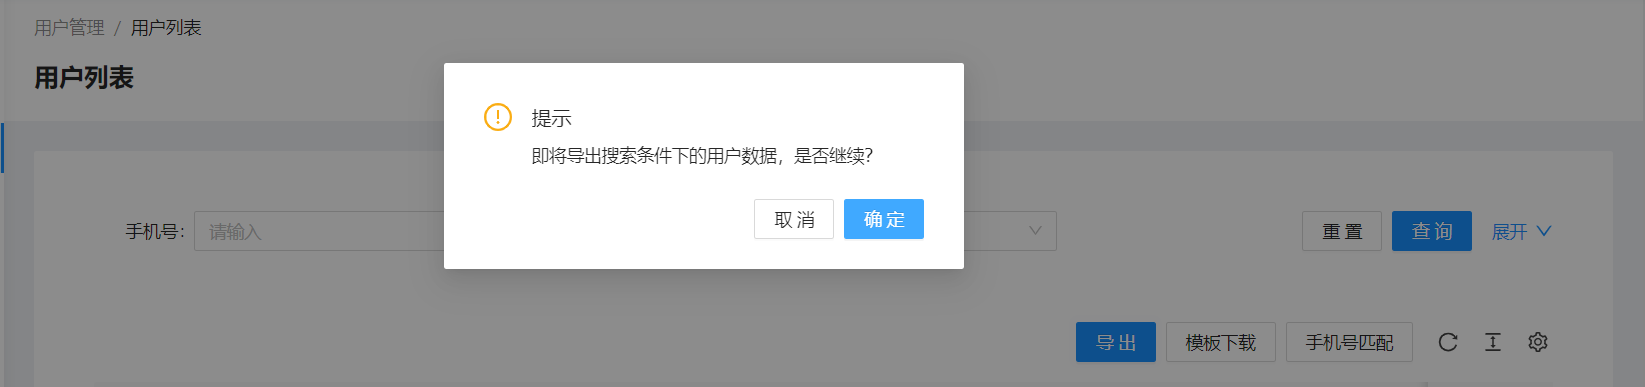 用户管理 / 用户列表
用户列表
提示
即将导出搜索条件下的用户数据，是否继续？
取消 确定
手机号: 请输入 重置 查询 展开
导出 模板下载 手机号匹配